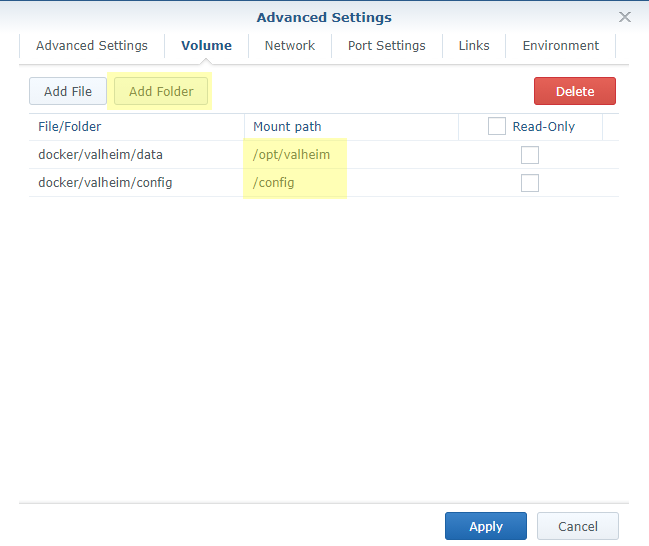 Advanced Settings
Advanced Settings Volume Network Port Settings Links Environment
Add File Add Folder Delete
File/Folder Mount path Read-Only
docker/valheim/data /opt/valheim
docker/valheim/config /config
Apply Cancel